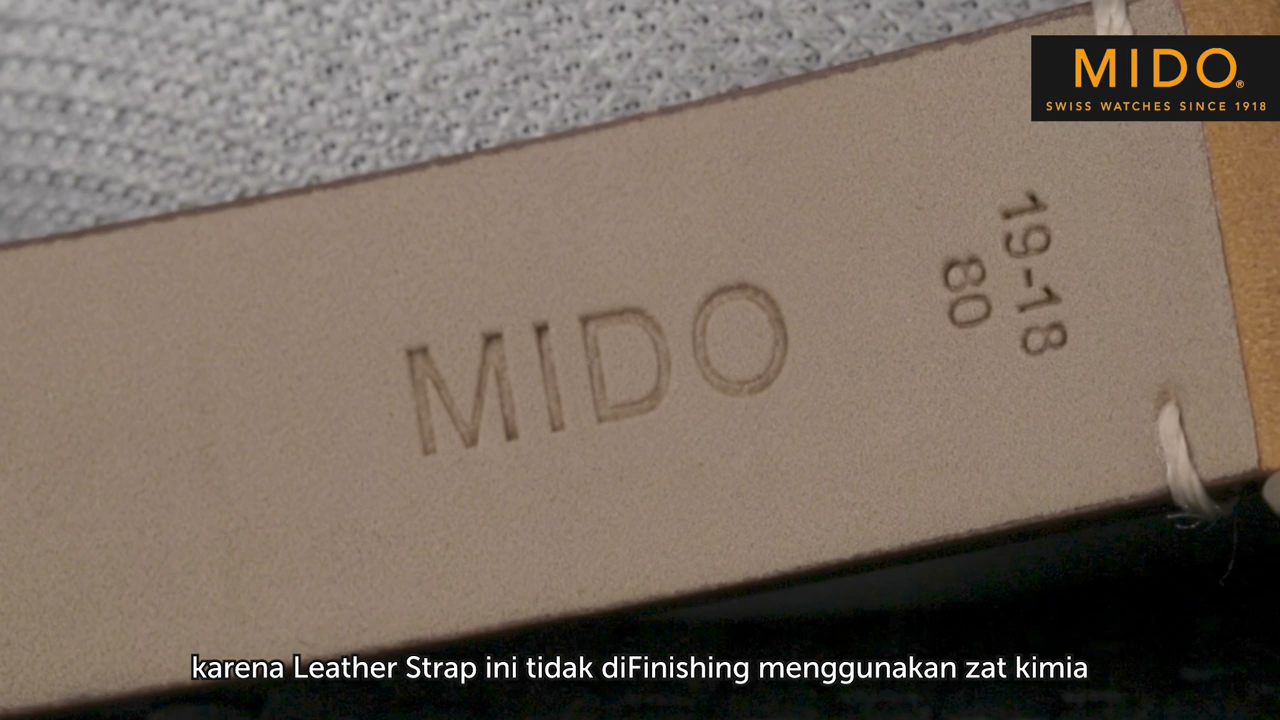 MIDO®
SWISS WATCHES SINCE 1918
MIDO
19-18
80
karena Leather Strap ini tidak diFinishing menggunakan zat kimia